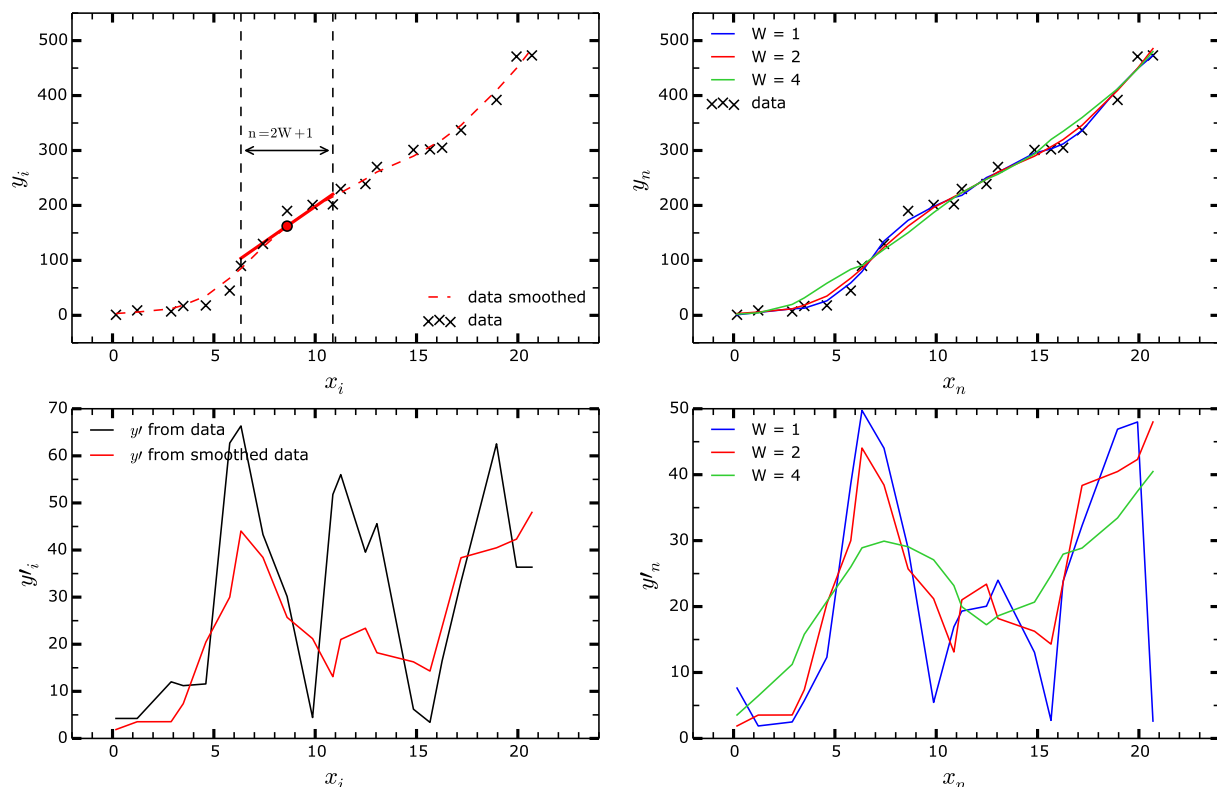 500
400
300
200
100
0
y_i
n=2W+1
data smoothed
data
0 5 10 15 20
x_i
500
400
300
200
100
0
y_n
W = 1
W = 2
W = 4
data
0 5 10 15 20
x_n
70
60
50
40
30
20
10
0
y′_i
y′ from data
y′ from smoothed data
0 5 10 15 20
x_i
50
40
30
20
10
0
y′_n
W = 1
W = 2
W = 4
0 5 10 15 20
x_n